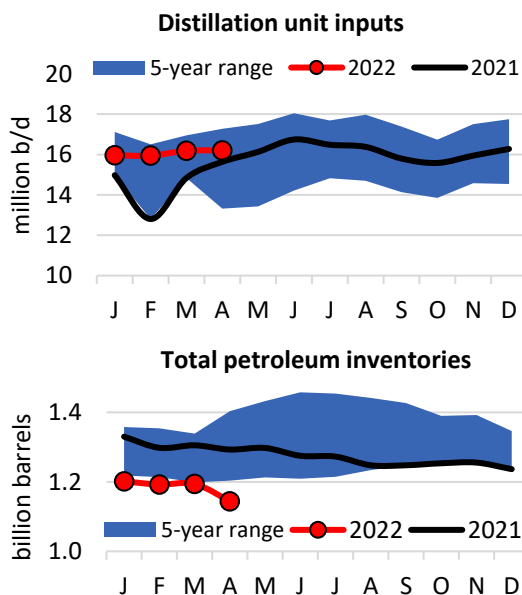 Distillation unit inputs
5-year range 2022 2021
million b/d
20
18
16
14
12
10
J F M A M J J A S O N D
Total petroleum inventories
billion barrels
1.4
1.2
1.0
5-year range 2022 2021
J F M A M J J A S O N D